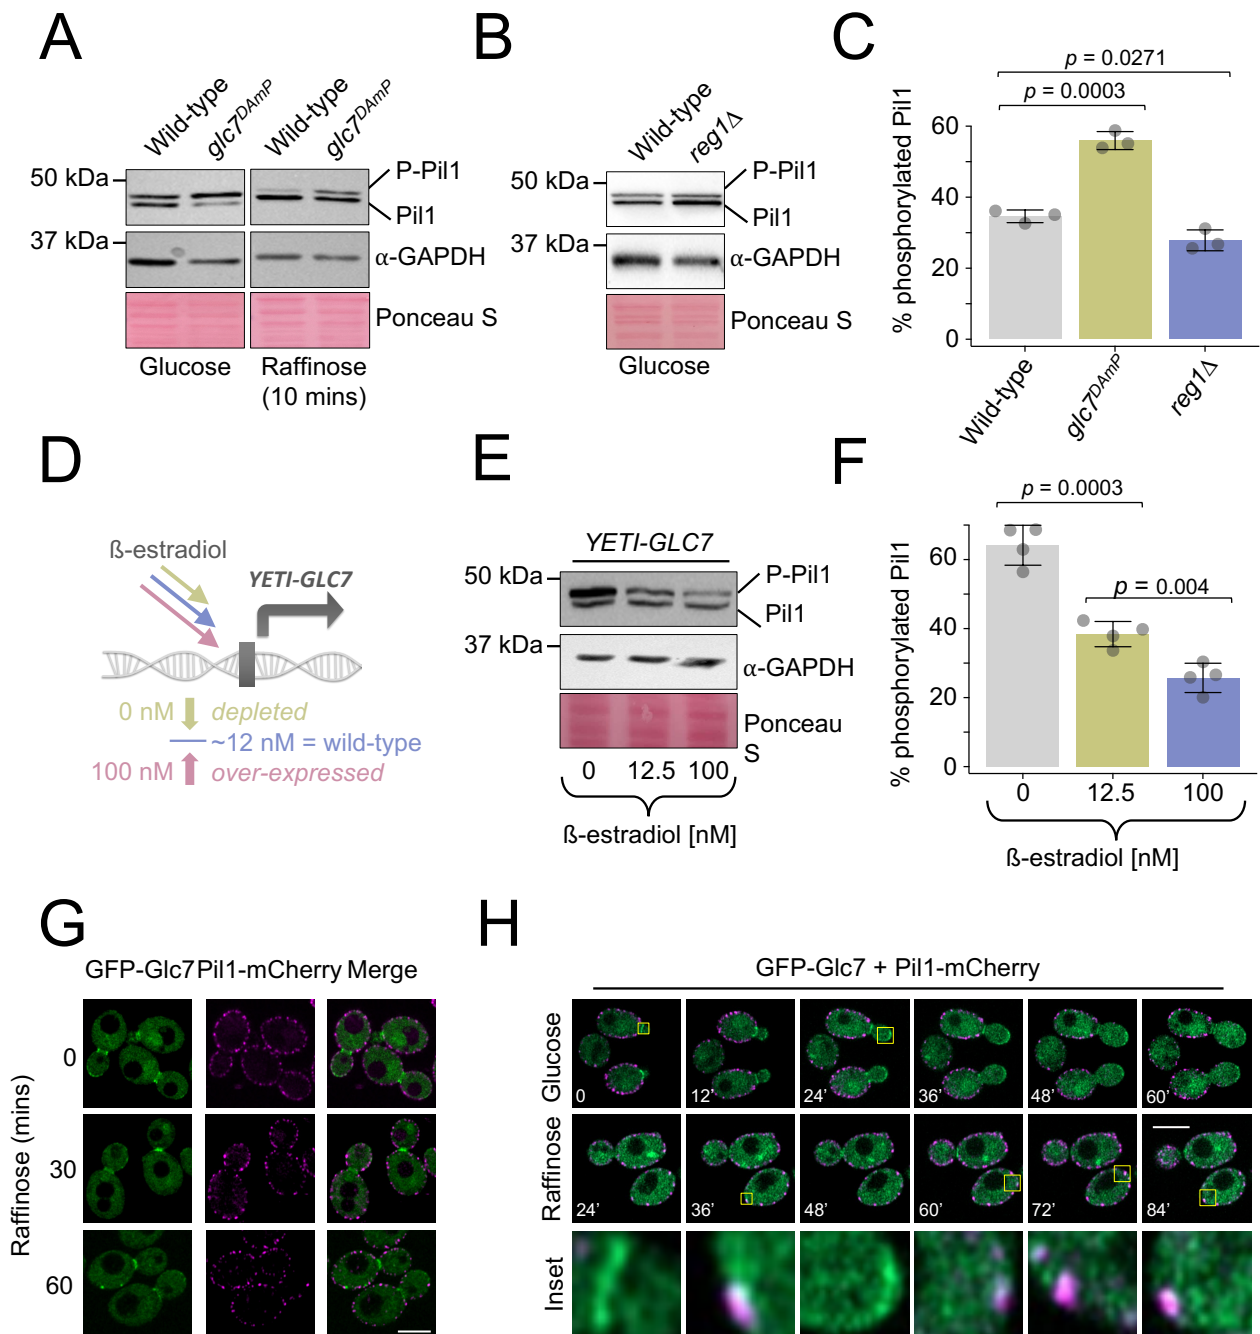 A
Wild-type
glc7DAmP
Wild-type
glc7DAmP
50 kDa
P-Pil1
Pil1
37 kDa
α-GAPDH
Ponceau S
Glucose
Raffinose
(10 mins)
B
Wild-type
reg1Δ
50 kDa
P-Pil1
Pil1
37 kDa
α-GAPDH
Ponceau S
Glucose
C
p = 0.0271
p = 0.0003
% phosphorylated Pil1
60
40
20
0
Wild-type
glc7DAmP
reg1Δ
D
ß-estradiol
YETI-GLC7
0 nM depleted
~12 nM = wild-type
100 nM over-expressed
E
YETI-GLC7
50 kDa
P-Pil1
Pil1
37 kDa
α-GAPDH
Ponceau
S
0 12.5 100
ß-estradiol [nM]
F
p = 0.0003
p = 0.004
% phosphorylated Pil1
60
40
20
0
0 12.5 100
ß-estradiol [nM]
G
GFP-Glc7 Pil1-mCherry Merge
Raffinose (mins)
0
30
60
H
GFP-Glc7 + Pil1-mCherry
Glucose
0 12' 24' 36' 48' 60'
Raffinose
24' 36' 48' 60' 72' 84'
Inset